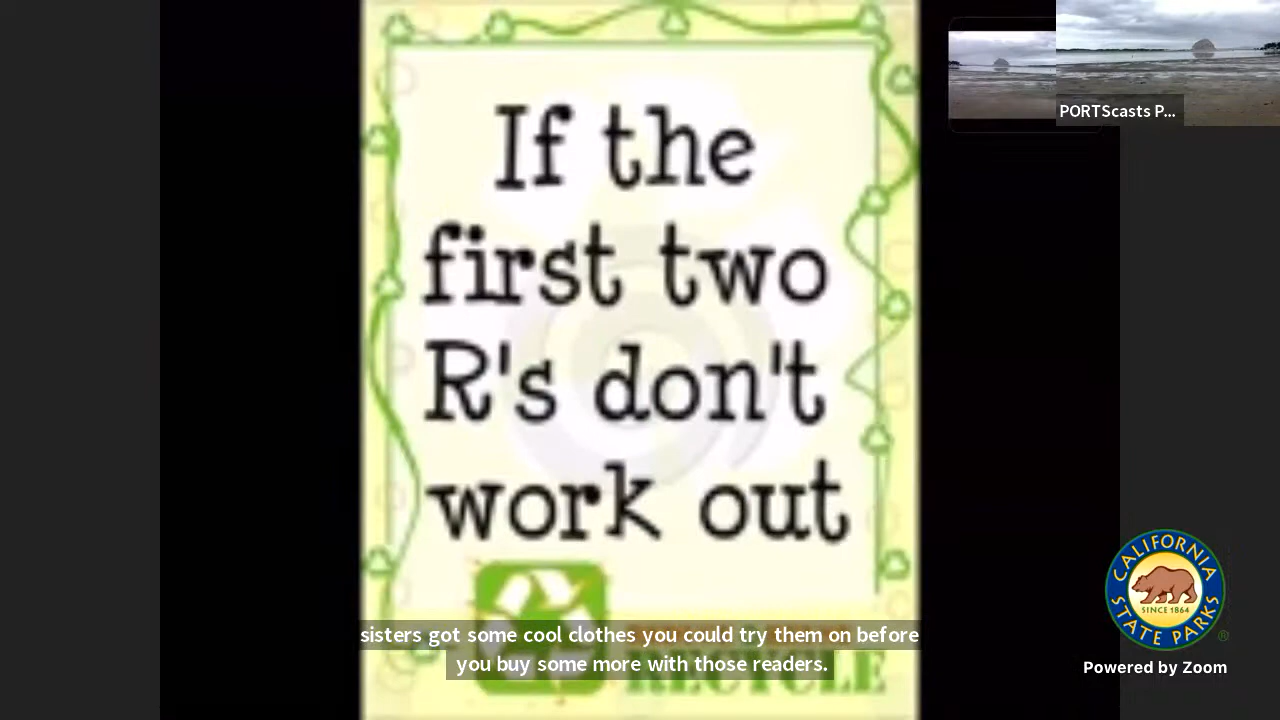 If the
first two
R's don't
work out
RECYCLE
sisters got some cool clothes you could try them on before
you buy some more with those readers.
PORTScasts P...
CALIFORNIA
STATE PARKS
SINCE 1864
®
Powered by Zoom